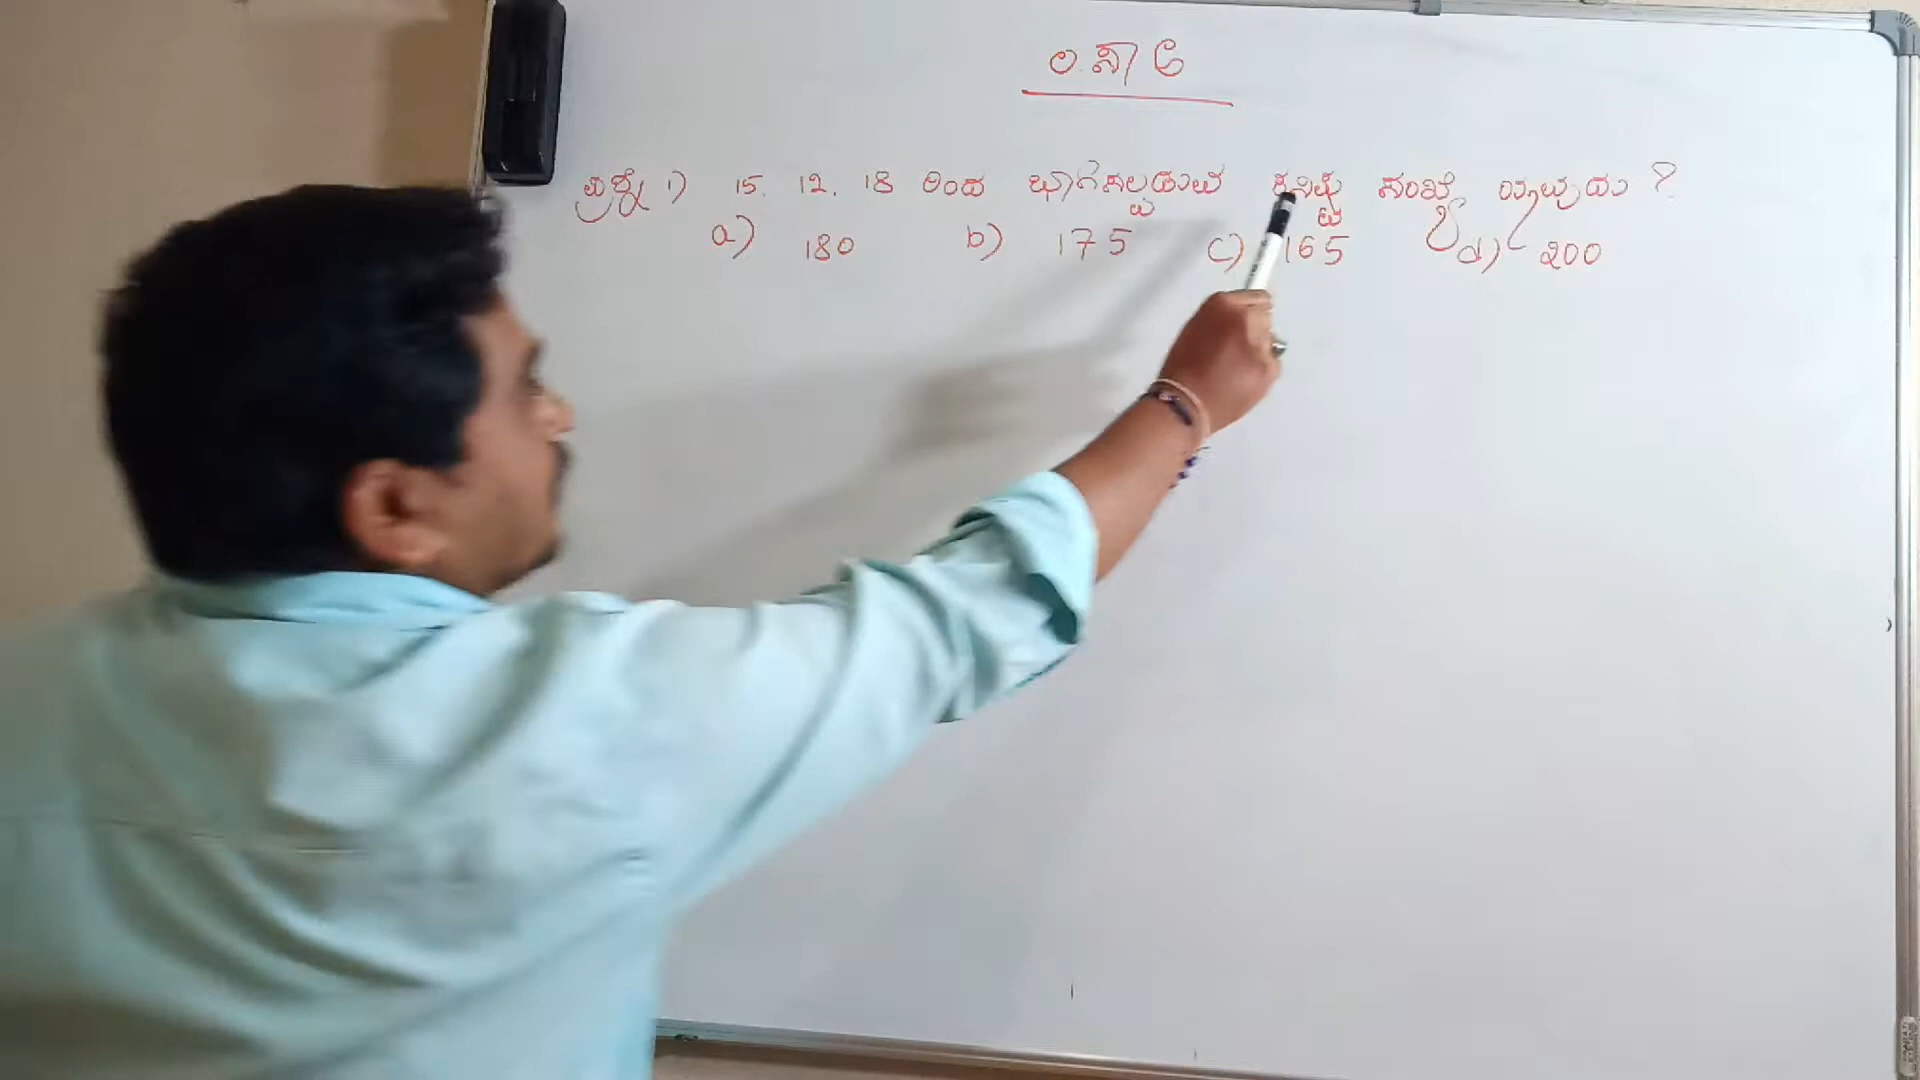 ಲ.ಸಾ ಅ
ಪ್ರಶ್ನೆ 1) 15. 12. 18 ರಿಂದ ಭಾಗಿಸಲ್ಪಡುವ ಕನಿಷ್ಟ ಸಂಖ್ಯೆ ಯಾವುದು ?
a) 180 b) 175 c) 165 d) 200